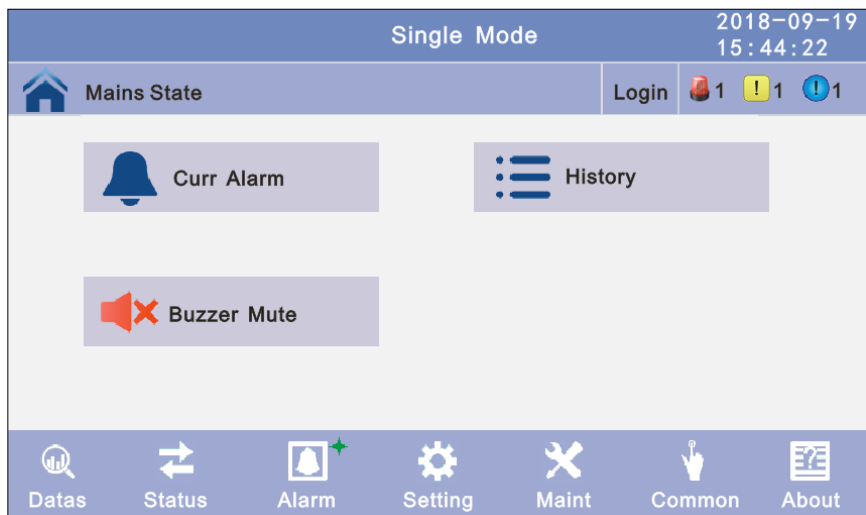 Single Mode
2018-09-19
15:44:22
Mains State
Login
1
! 1
! 1
Curr Alarm
History
Buzzer Mute
Datas
Status
Alarm
Setting
Maint
Common
?
About